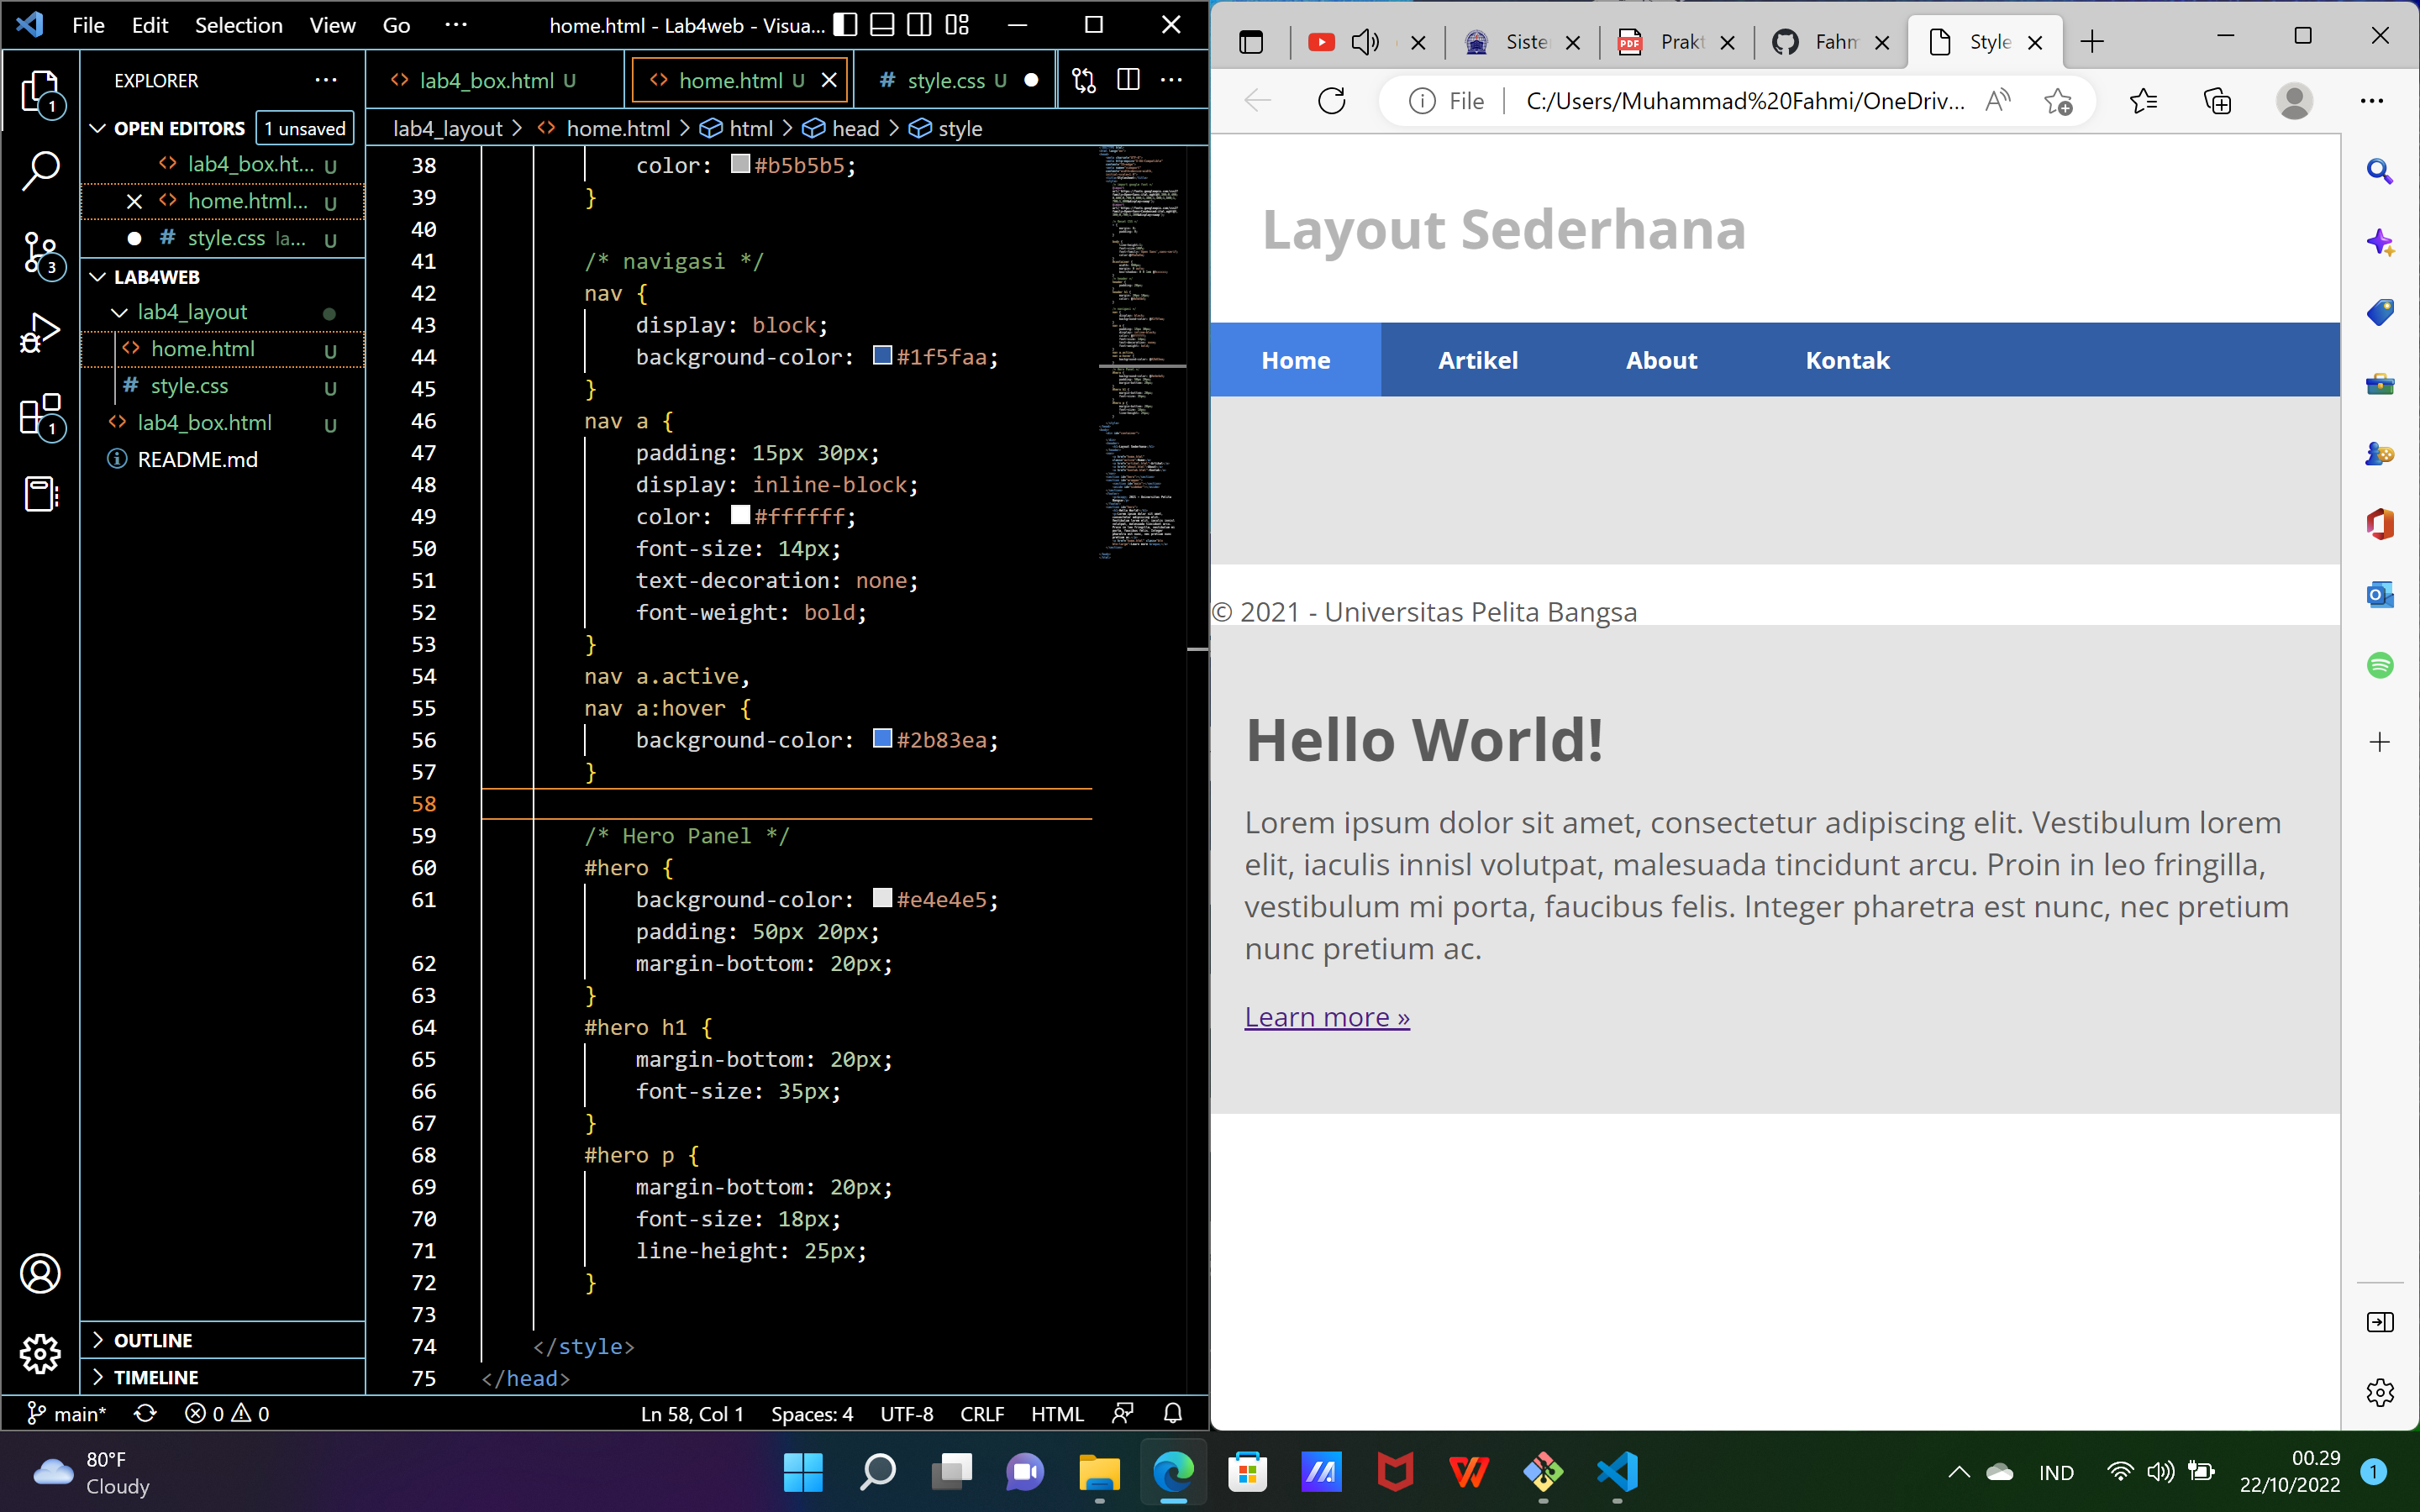 File Edit Selection View Go ··· home.html - Lab4web - Visua...
EXPLORER ···
OPEN EDITORS 1 unsaved
lab4_box.ht... U
home.html... U
style.css la... U
LAB4WEB
lab4_layout
home.html U
style.css U
lab4_box.html U
README.md
OUTLINE
TIMELINE
lab4_box.html U home.html U style.css U ···
lab4_layout > home.html > html > head > style
38 color: #b5b5b5;
39 }
40
41 /* navigasi */
42 nav {
43 display: block;
44 background-color: #1f5faa;
45 }
46 nav a {
47 padding: 15px 30px;
48 display: inline-block;
49 color: #ffffff;
50 font-size: 14px;
51 text-decoration: none;
52 font-weight: bold;
53 }
54 nav a.active,
55 nav a:hover {
56 background-color: #2b83ea;
57 }
58
59 /* Hero Panel */
60 #hero {
61 background-color: #e4e4e5;
padding: 50px 20px;
62 margin-bottom: 20px;
63 }
64 #hero h1 {
65 margin-bottom: 20px;
66 font-size: 35px;
67 }
68 #hero p {
69 margin-bottom: 20px;
70 font-size: 18px;
71 line-height: 25px;
72 }
73
74 </style>
75 </head>
main* 0 0 Ln 58, Col 1 Spaces: 4 UTF-8 CRLF HTML
Siste Prakt Fahm Style
File C:/Users/Muhammad%20Fahmi/OneDriv...
Layout Sederhana
Home Artikel About Kontak
© 2021 - Universitas Pelita Bangsa
Hello World!
Lorem ipsum dolor sit amet, consectetur adipiscing elit. Vestibulum lorem
elit, iaculis innisl volutpat, malesuada tincidunt arcu. Proin in leo fringilla,
vestibulum mi porta, faucibus felis. Integer pharetra est nunc, nec pretium
nunc pretium ac.
Learn more »
80°F
Cloudy
IND
00.29
22/10/2022
1